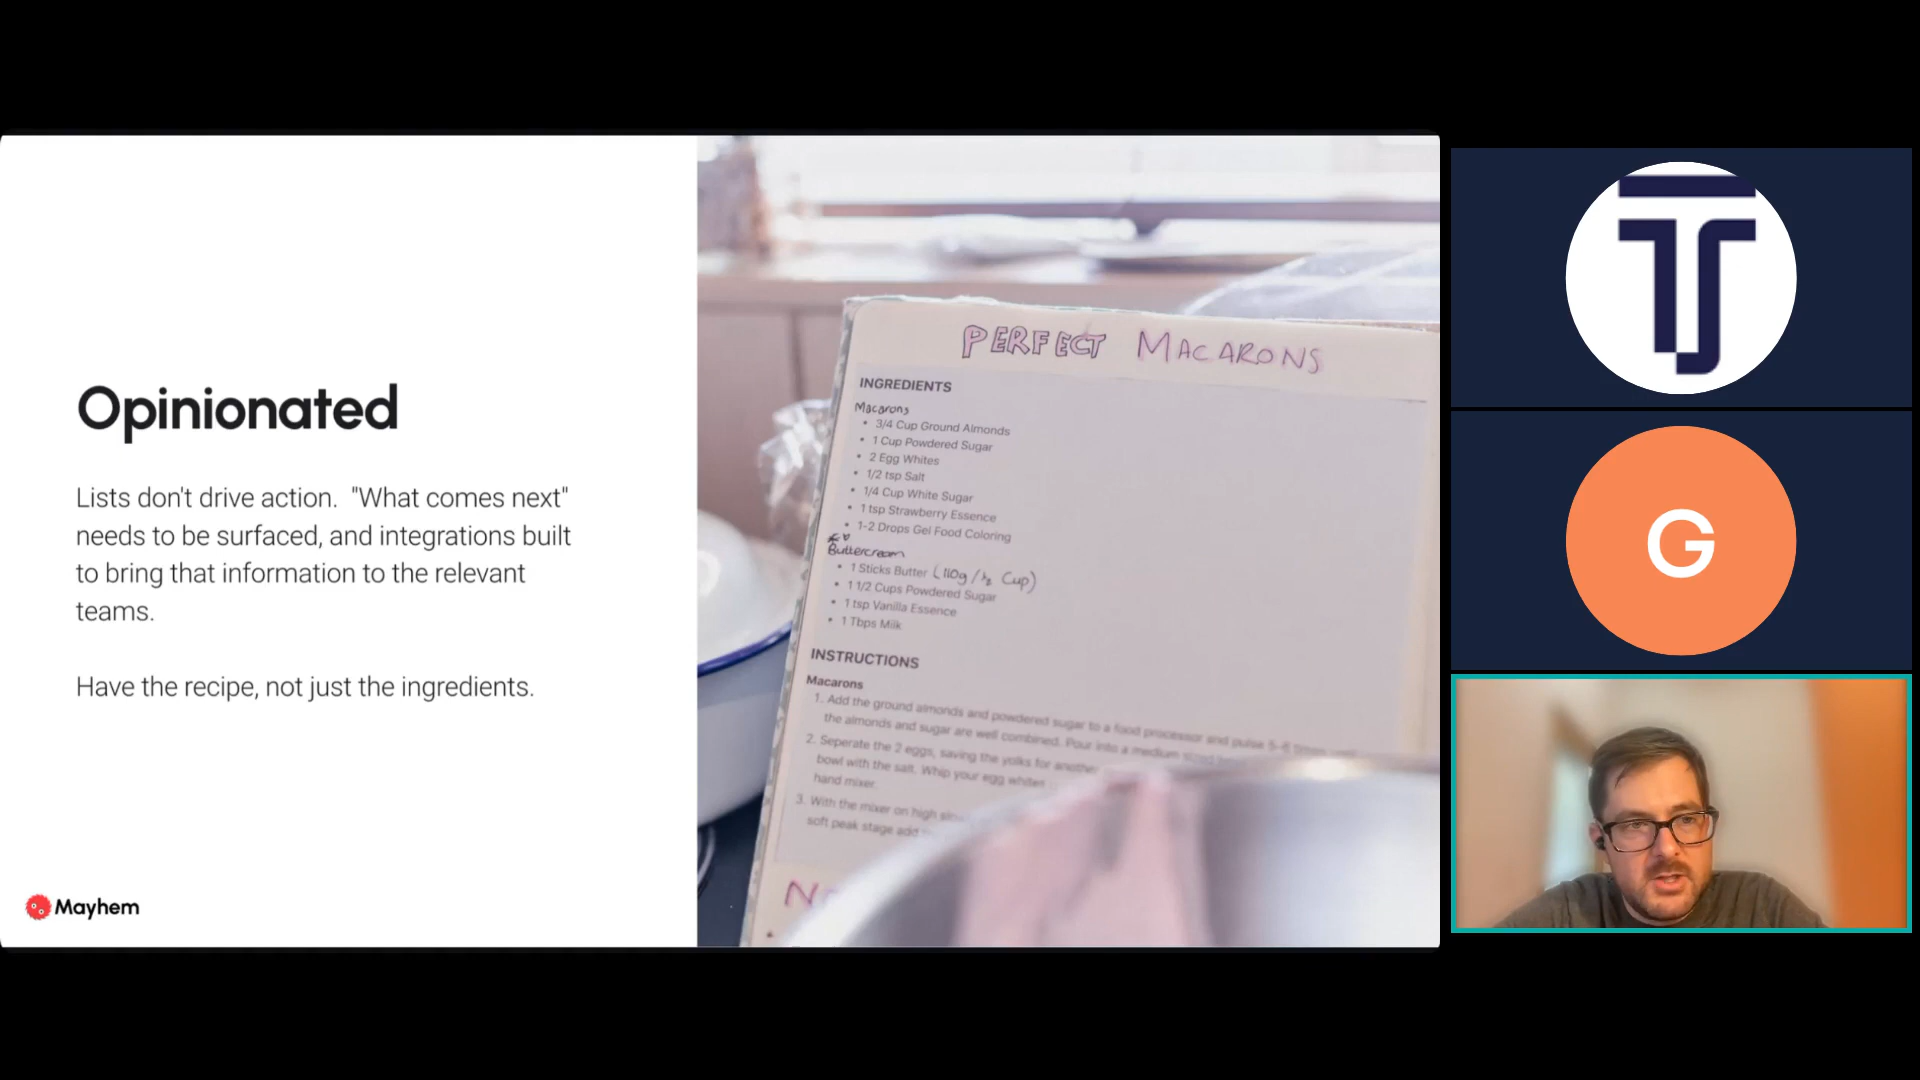 Opinionated
Lists don't drive action. "What comes next"
needs to be surfaced, and integrations built
to bring that information to the relevant
teams.
Have the recipe, not just the ingredients.
Mayhem
PERFECT MACARONS
INGREDIENTS
Macarons
• 3/4 Cup Ground Almonds
• 1 Cup Powdered Sugar
• 2 Egg Whites
• 1/2 tsp Salt
• 1/4 Cup White Sugar
• 1 tsp Strawberry Essence
• 1-2 Drops Gel Food Coloring
Buttercream
• 1 Sticks Butter (110g / ½ Cup)
• 1 1/2 Cups Powdered Sugar
• 1 tsp Vanilla Essence
• 1 Tbps Milk
INSTRUCTIONS
Macarons
1. Add the ground almonds and powdered sugar to a food processor and pulse 5-6 times
the almonds and sugar are well combined. Pour into a medium sized
2. Seperate the 2 eggs, saving the yolks for another
bowl with the salt. Whip your egg whites
hand mixer.
3. With the mixer on high
soft peak stage add
TS
G